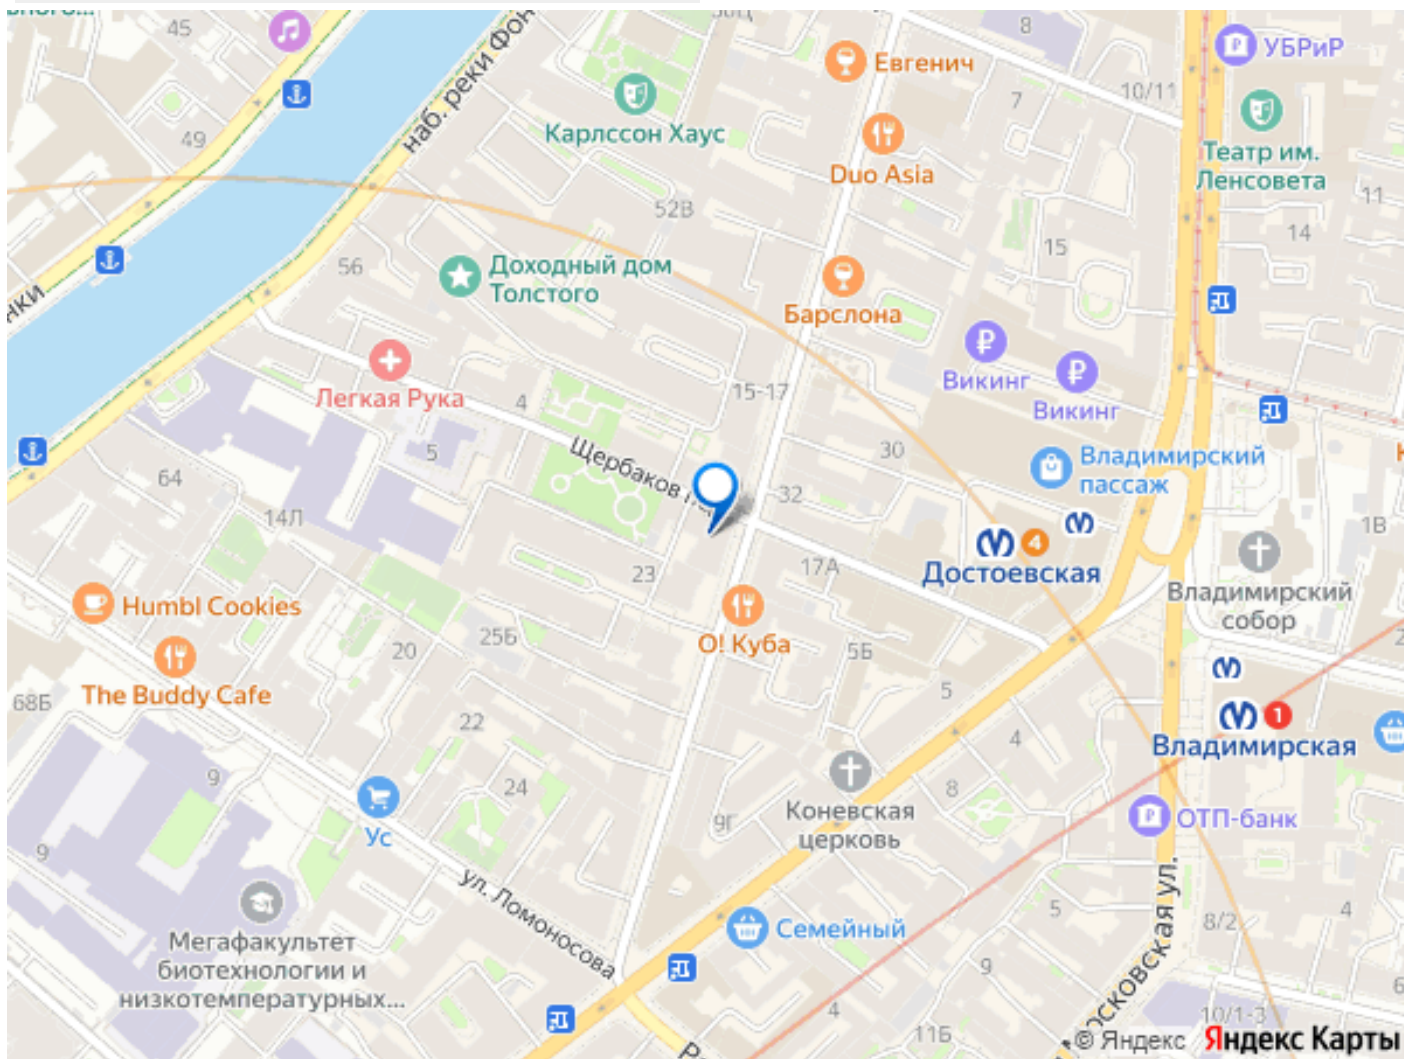 45
наб. реки Фон
49
Карлссон Хаус
Евгенич
8
7
10/11
УБРиР
Duo Asia
Театр им.
Ленсовета
11
14
52В
15
56
Доходный дом
Толстого
Барслона
Викинг
Викинг
15-17
Легкая Рука
4
5
Щербаков
30
Владимирский
пассаж
32
64
14Л
1В
4
Достоевская
Владимирский
собор
17А
23
Humbl Cookies
О! Куба
25Б
20
5Б
The Buddy Cafe
68Б
5
22
1
Владимирская
4
9
24
Ус
8
Коневская
церковь
9Г
ОТП-банк
9
ул. Ломоносова
Семейный
5
8/2
4
Мегафакультет
биотехнологии и
низкотемпературных...
9
4
11Б
10/1-3
6
© Яндекс
Яндекс Карты